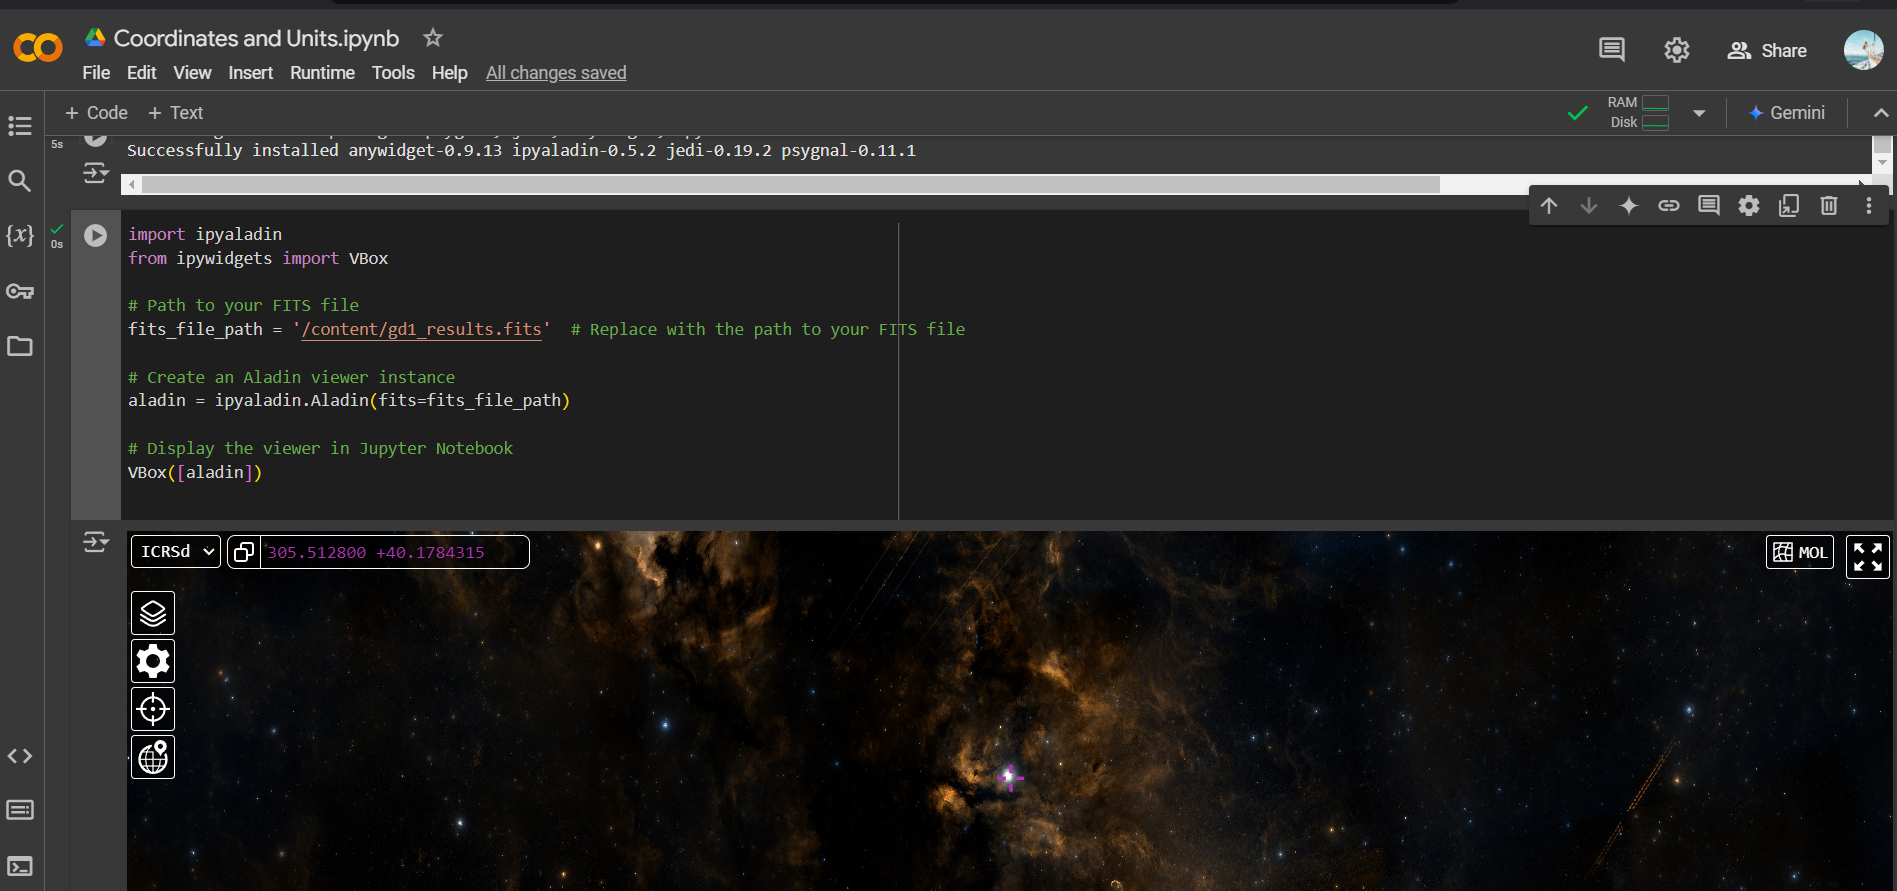 Coordinates and Units.ipynb
File Edit View Insert Runtime Tools Help All changes saved
Share
+ Code + Text
RAM
Disk
Gemini
5s
Successfully installed anywidget-0.9.13 ipyaladin-0.5.2 jedi-0.19.2 psygnal-0.11.1
{x}
0s
import ipyaladin
from ipywidgets import VBox
# Path to your FITS file
fits_file_path = '/content/gd1_results.fits'  # Replace with the path to your FITS file
# Create an Aladin viewer instance
aladin = ipyaladin.Aladin(fits=fits_file_path)
# Display the viewer in Jupyter Notebook
VBox([aladin])
ICRSd 305.512800 +40.1784315
MOL